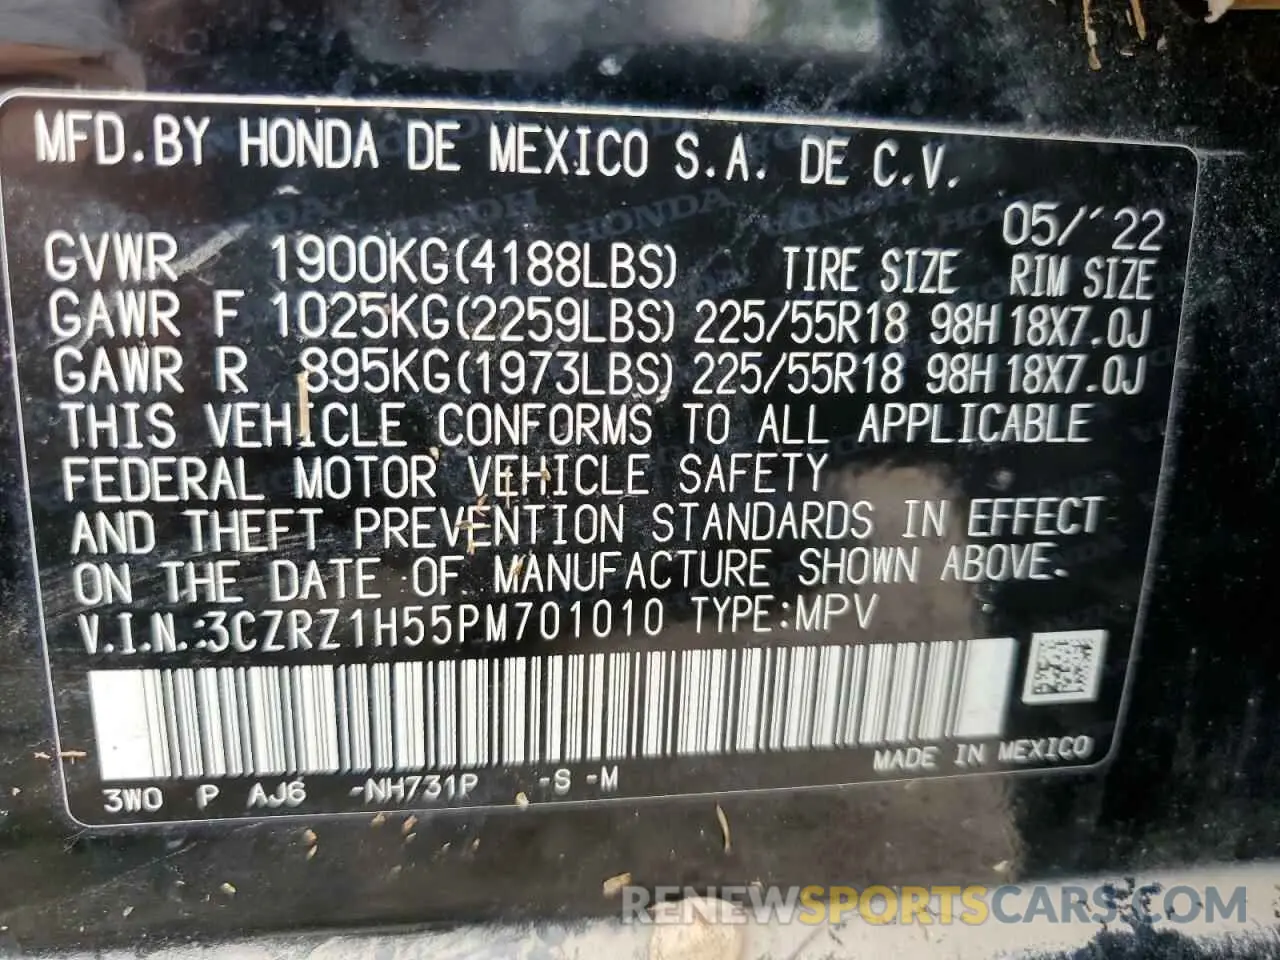 MFD.BY HONDA DE MEXICO S.A. DE C.V.
05/'22
GVWR 1900KG(4188LBS) TIRE SIZE RIM SIZE
GAWR F 1025KG(2259LBS) 225/55R18 98H 18X7.0J
GAWR R 895KG(1973LBS) 225/55R18 98H 18X7.0J
THIS VEHICLE CONFORMS TO ALL APPLICABLE
FEDERAL MOTOR VEHICLE SAFETY
AND THEFT PREVENTION STANDARDS IN EFFECT
ON THE DATE OF MANUFACTURE SHOWN ABOVE.
V.I.N.:3CZRZ1H55PM701010 TYPE:MPV
MADE IN MEXICO
3W0 P AJ6 -NH731P -S -M
RENEWSPORTSCARS.COM